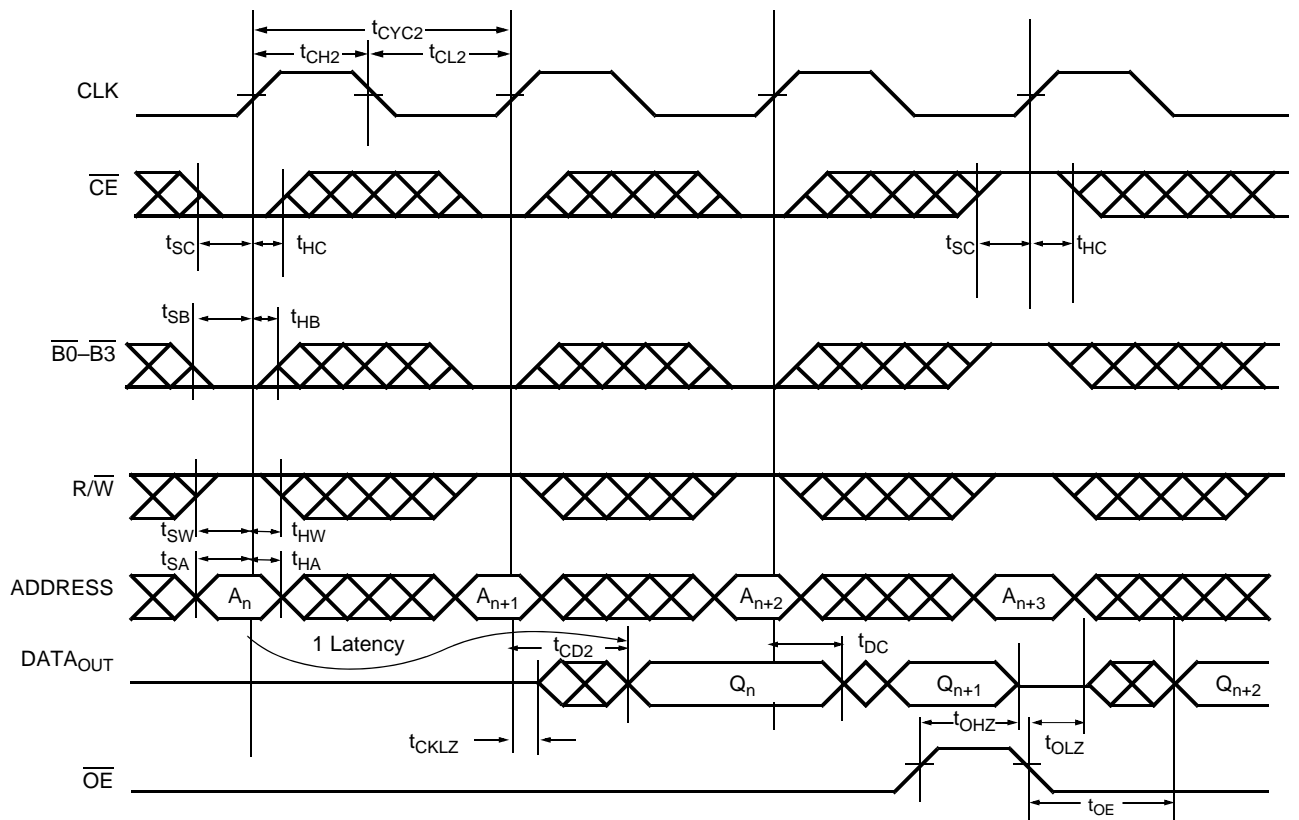 tCYC2
tCH2 tCL2
CLK
CE
tSC tHC tSC tHC
tSB tHB
B0–B3
R/W
tSW tHW
tSA tHA
ADDRESS An An+1 An+2 An+3
1 Latency tCD2 tDC
DATAOUT Qn Qn+1 Qn+2
tOHZ
tCKLZ tOLZ
OE
tOE